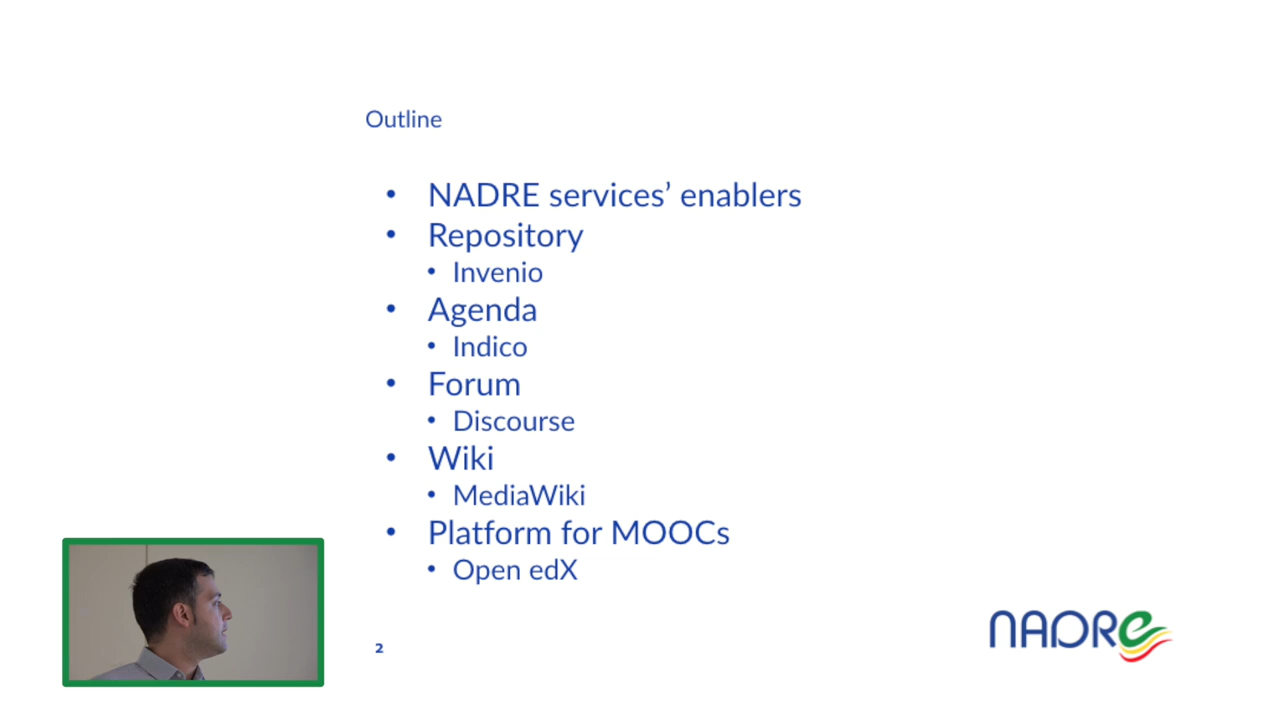 Outline
• NADRE services’ enablers
• Repository
• Invenio
• Agenda
• Indico
• Forum
• Discourse
• Wiki
• MediaWiki
• Platform for MOOCs
• Open edX
2
NADRe